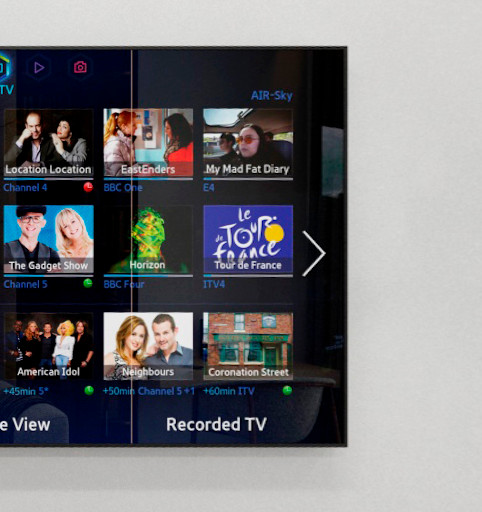 TV
AIR-Sky
Location Location
EastEnders
My Mad Fat Diary
Channel 4
BBC One
E4
The Gadget Show
Horizon
le
TOUR
de
france
Tour de France
Channel 5
BBC Four
ITV4
American Idol
Neighbours
Coronation Street
+45min 5*
+50min Channel 5 +1
+60min ITV
e View
Recorded TV